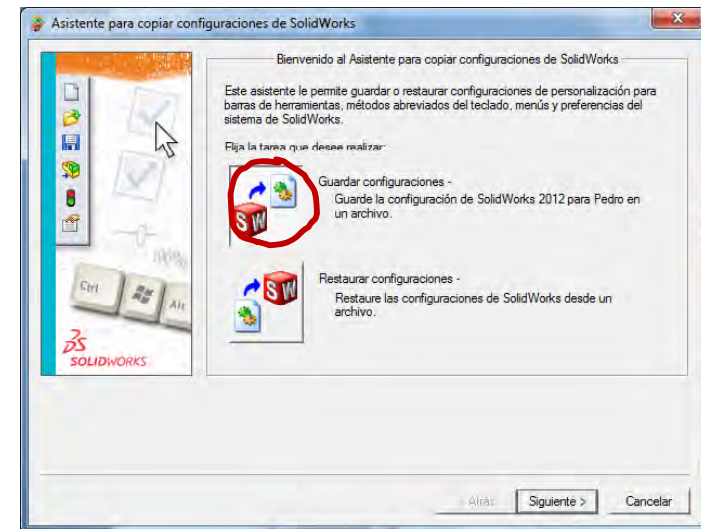 Asistente para copiar configuraciones de SolidWorks
Bienvenido al Asistente para copiar configuraciones de SolidWorks
Este asistente le permite guardar o restaurar configuraciones de personalización para
barras de herramientas, métodos abreviados del teclado, menús y preferencias del
sistema de SolidWorks.
Elija la tarea que desee realizar:
Guardar configuraciones -
Guarde la configuración de SolidWorks 2012 para Pedro en
un archivo.
SW
Restaurar configuraciones -
Restaure las configuraciones de SolidWorks desde un
archivo.
SW
Ctrl
Alt
SOLIDWORKS
< Atrás
Siguiente >
Cancelar